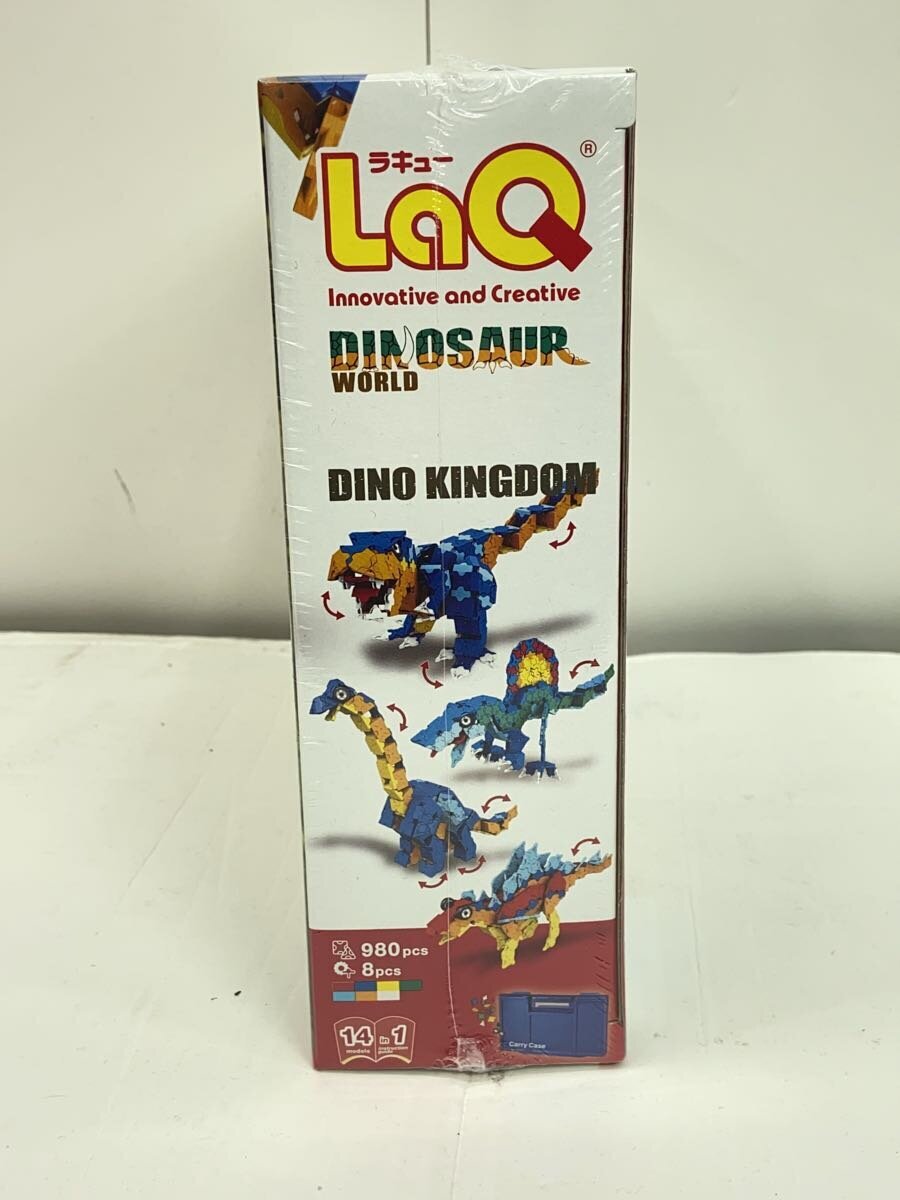 ラキュー
LaQ®
Innovative and Creative
DINOSAUR
WORLD
DINO KINGDOM
980 pcs
8 pcs
14 in 1
models instruction guide
Carry Case